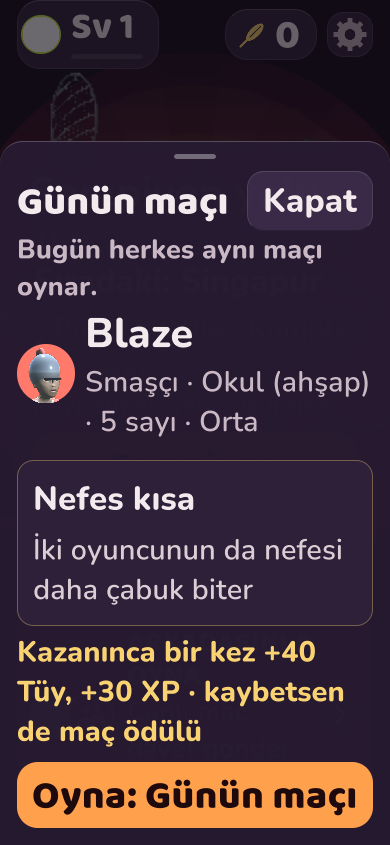 Sv 1
0
Günün maçı
Kapat
Bugün herkes aynı maçı
oynar.
Blaze
Smaşçı · Okul (ahşap)
· 5 sayı · Orta
Nefes kısa
İki oyuncunun da nefesi
daha çabuk biter
Kazanınca bir kez +40
Tüy, +30 XP · kaybetsen
de maç ödülü
Oyna: Günün maçı